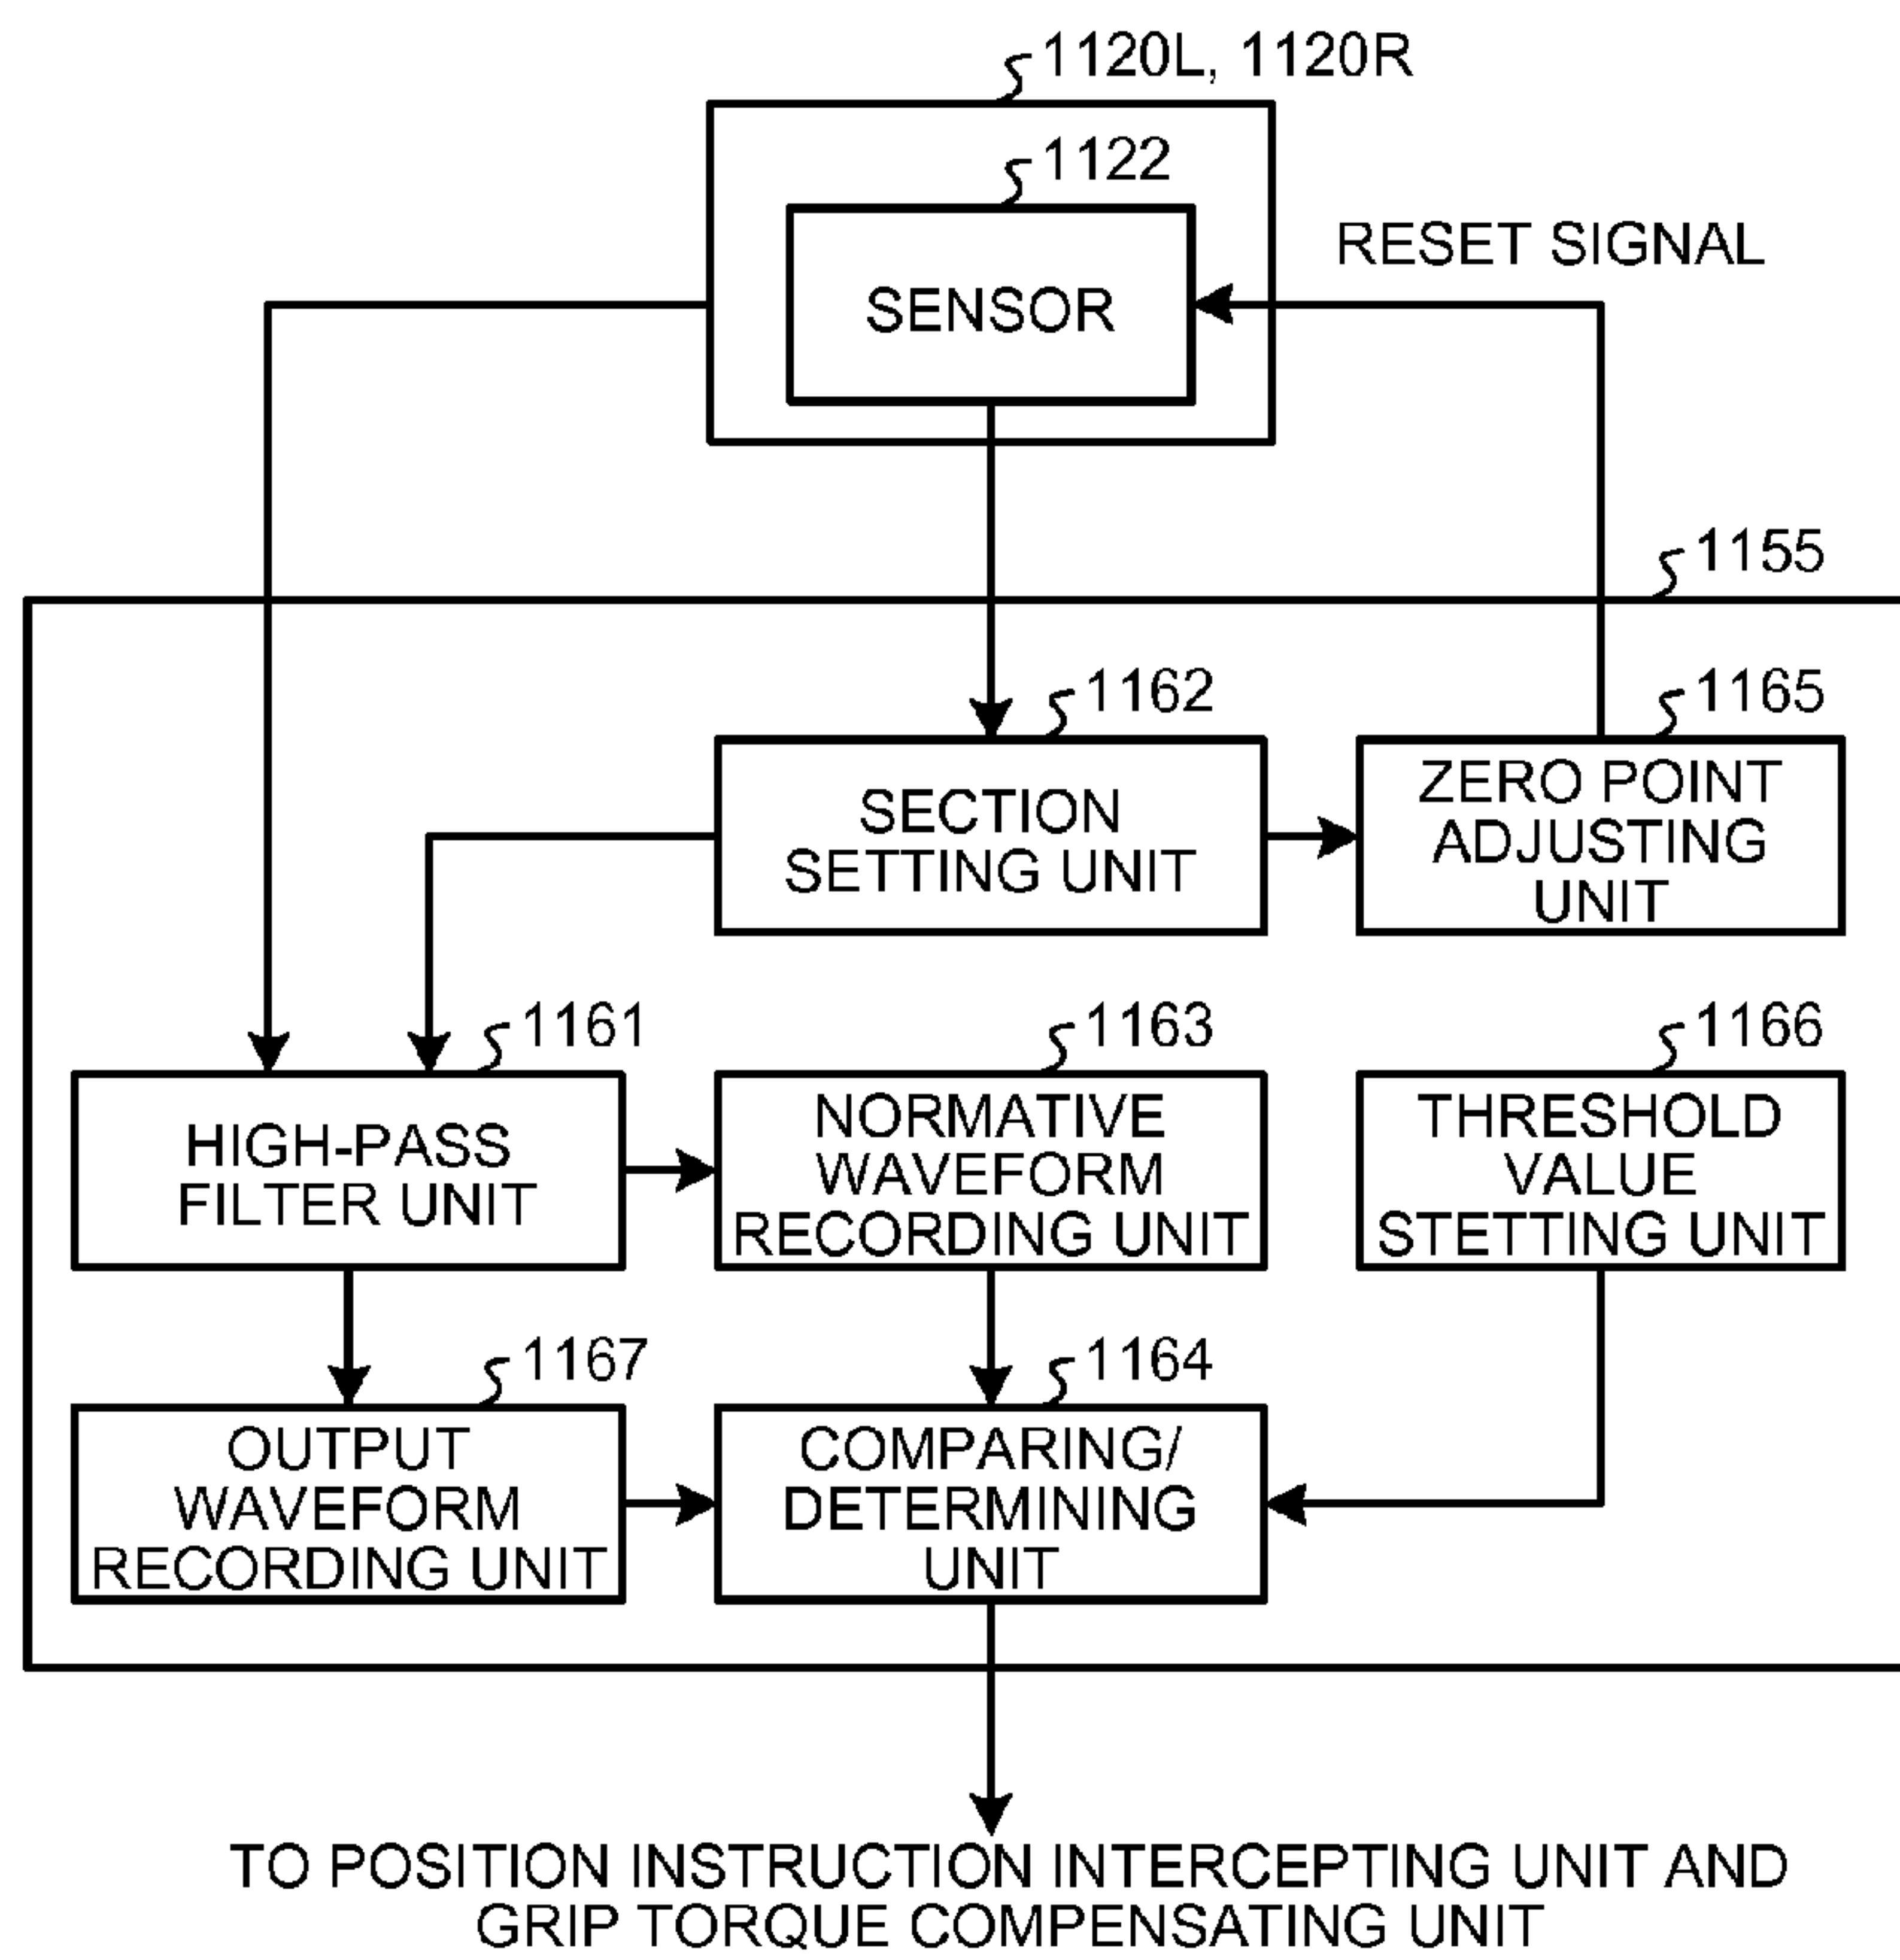 1120L, 1120R
1122
RESET SIGNAL
SENSOR
1155
1162
1165
SECTION
SETTING UNIT
ZERO POINT
ADJUSTING
UNIT
1161
1163
1166
HIGH-PASS
FILTER UNIT
NORMATIVE
WAVEFORM
RECORDING UNIT
THRESHOLD
VALUE
STETTING UNIT
1167
1164
OUTPUT
WAVEFORM
RECORDING UNIT
COMPARING/
DETERMINING
UNIT
TO POSITION INSTRUCTION INTERCEPTING UNIT AND
GRIP TORQUE COMPENSATING UNIT